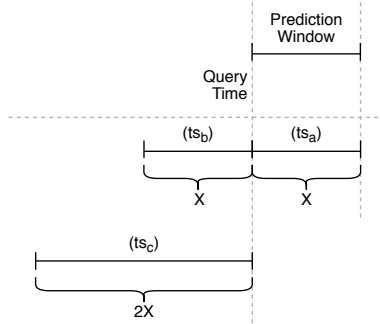 Prediction
Window
Query
Time
(ts_b) (ts_a)
X X
(ts_c)
2X